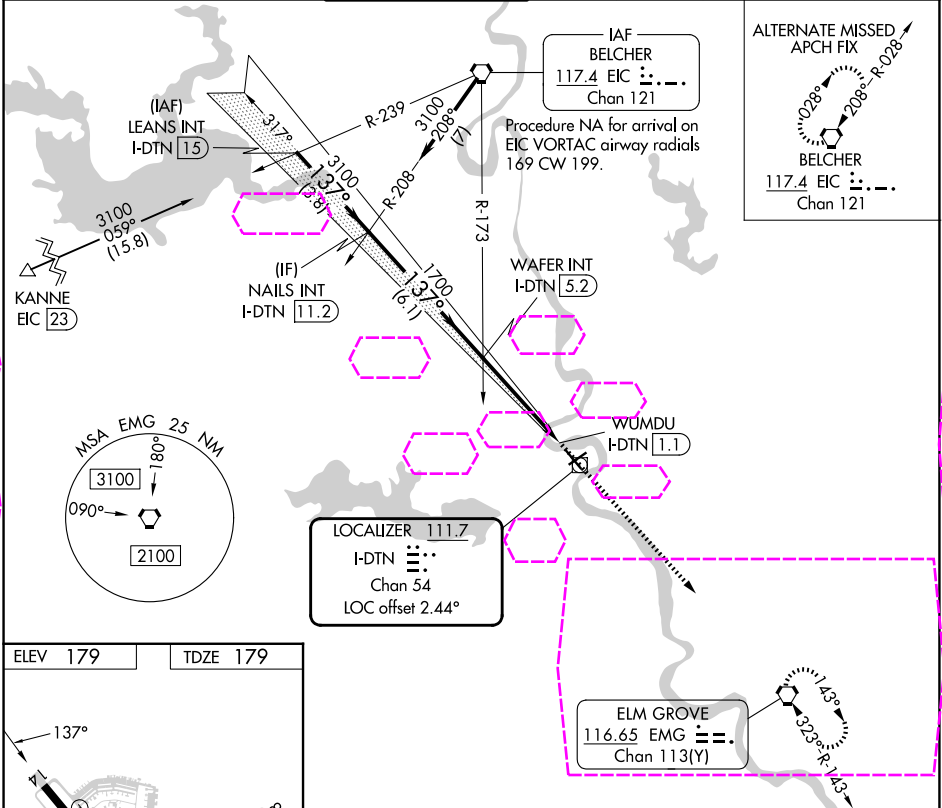 IAF
BELCHER
117.4 EIC
Chan 121
Procedure NA for arrival on
EIC VORTAC airway radials
169 CW 199.
ALTERNATE MISSED
APCH FIX
R-028
208°
028°
BELCHER
117.4 EIC
Chan 121
(IAF)
LEANS INT
I-DTN 15
317°
R-239
3100
208°
(7)
3100
137°
(3.8)
R-208
R-173
3100
059°
(15.8)
KANNE
EIC 23
(IF)
NAILS INT
I-DTN 11.2
1700
137°
(6.1)
WAFER INT
I-DTN 5.2
WUMDU
I-DTN 1.1
MSA EMG 25 NM
180°
3100
090°
2100
LOCALIZER 111.7
I-DTN
Chan 54
LOC offset 2.44°
ELM GROVE
116.65 EMG
Chan 113(Y)
143°
323°
R-143
ELEV 179
TDZE 179
137°
14